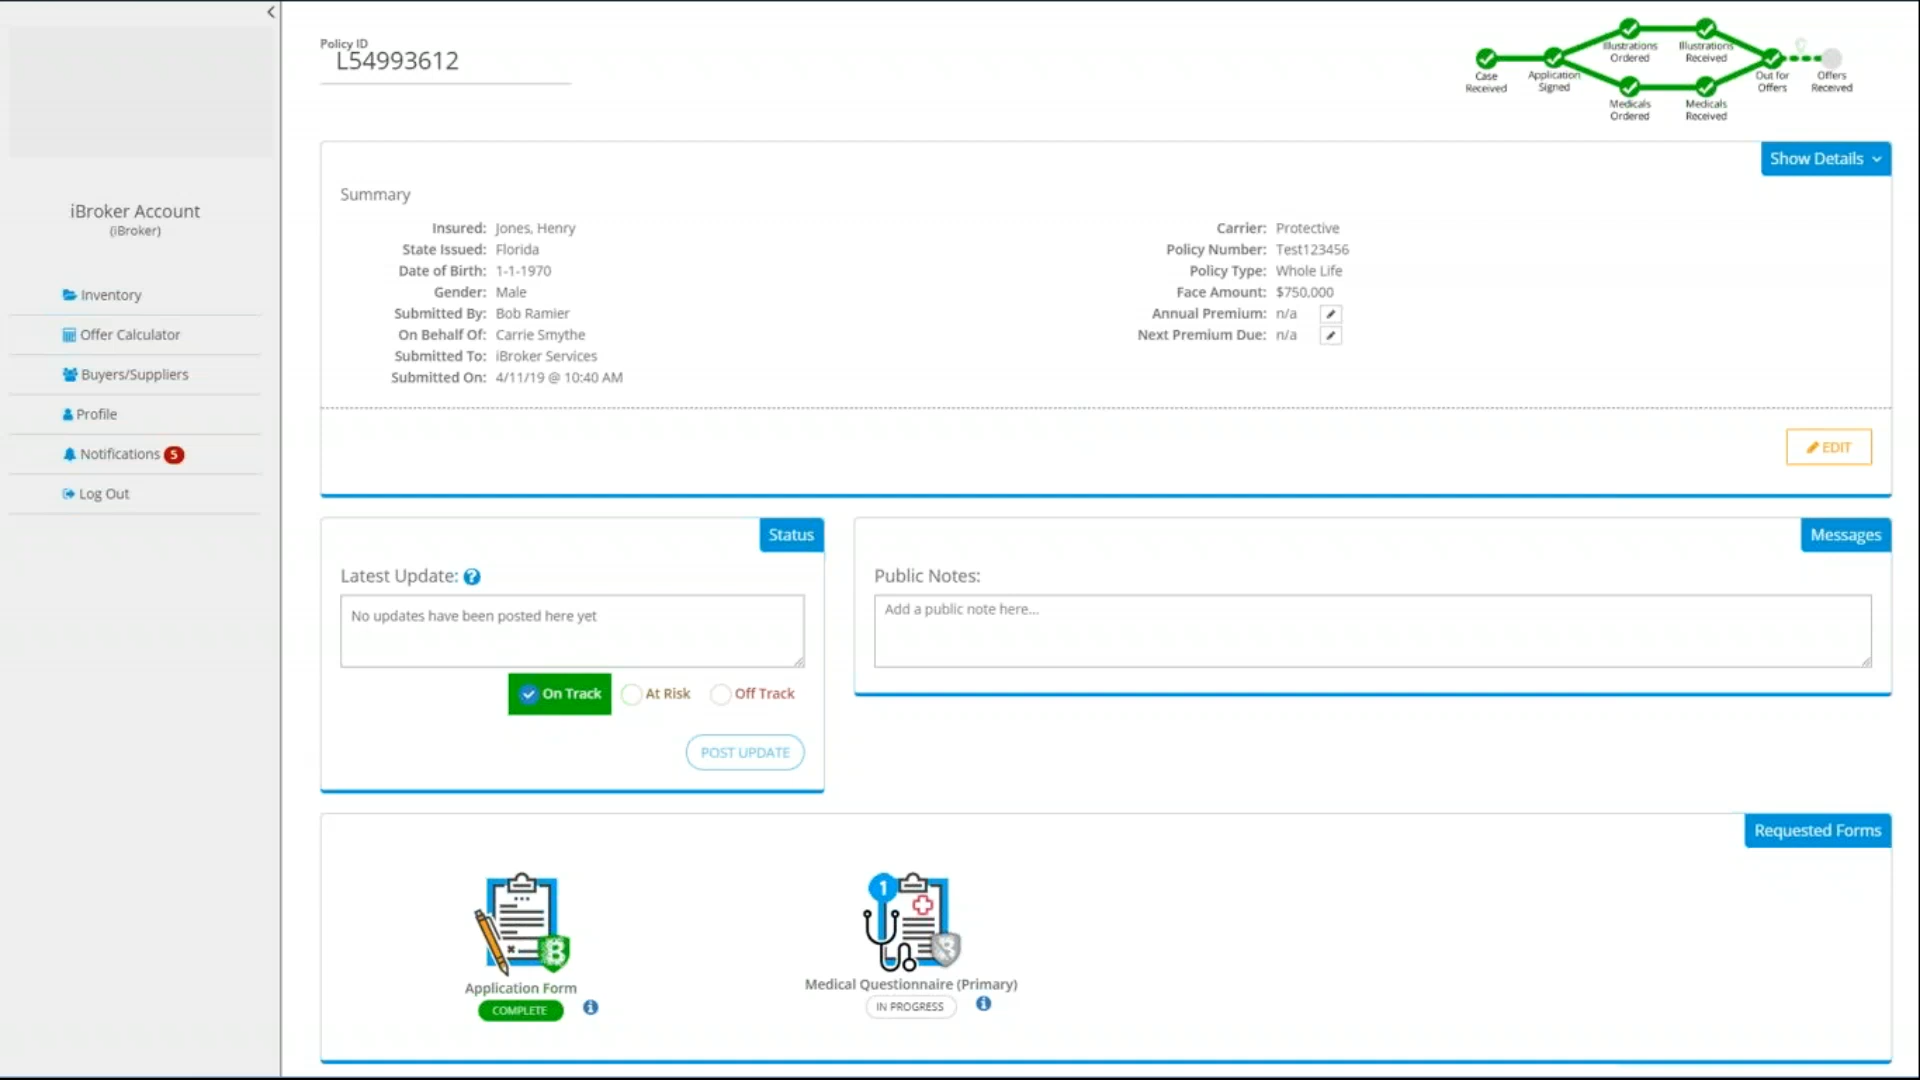 iBroker Account
(iBroker)
Inventory
Offer Calculator
Buyers/Suppliers
Profile
Notifications 5
Log Out
Policy ID
L54993612
Case
Received
Application
Signed
Illustrations
Ordered
Illustrations
Received
Medicals
Ordered
Medicals
Received
Out for
Offers
Offers
Received
Show Details
Summary
Insured: Jones, Henry
State Issued: Florida
Date of Birth: 1-1-1970
Gender: Male
Submitted By: Bob Ramier
On Behalf Of: Carrie Smythe
Submitted To: iBroker Services
Submitted On: 4/11/19 @ 10:40 AM
Carrier: Protective
Policy Number: Test123456
Policy Type: Whole Life
Face Amount: $750,000
Annual Premium: n/a
Next Premium Due: n/a
EDIT
Status
Latest Update: ?
No updates have been posted here yet
On Track At Risk Off Track
POST UPDATE
Messages
Public Notes:
Add a public note here...
Requested Forms
B
Application Form
COMPLETE i
1
B
Medical Questionnaire (Primary)
IN PROGRESS i